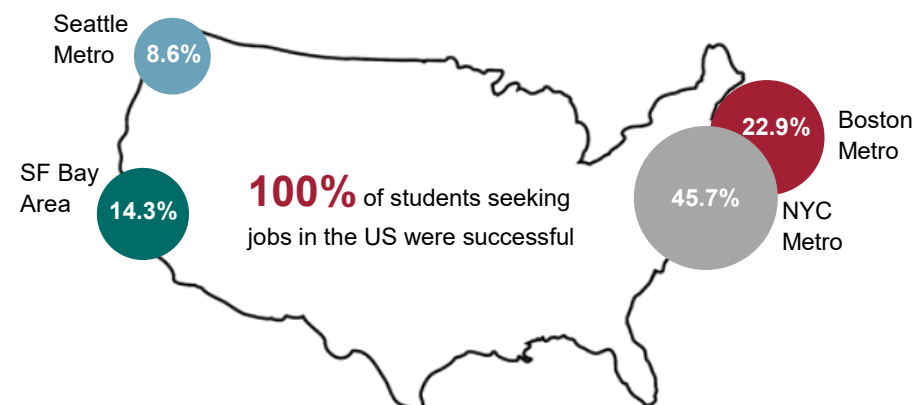 Seattle
Metro
8.6%
22.9%
Boston
Metro
SF Bay
Area
14.3%
100% of students seeking
jobs in the US were successful
45.7%
NYC
Metro